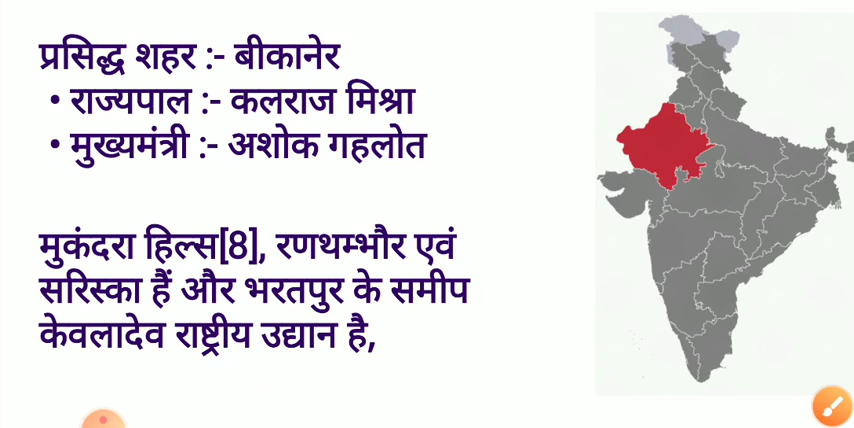 प्रसिद्ध शहर :- बीकानेर
• राज्यपाल :- कलराज मिश्रा
• मुख्यमंत्री :- अशोक गहलोत
मुकंदरा हिल्स[8], रणथम्भौर एवं
सरिस्का हैं और भरतपुर के समीप
केवलादेव राष्ट्रीय उद्यान है,